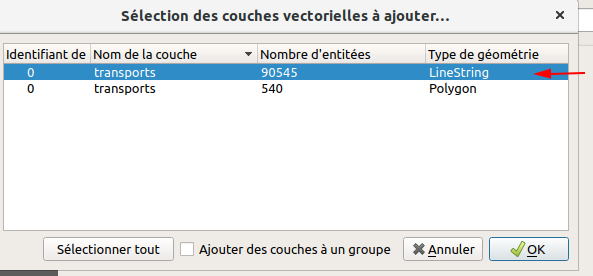 Sélection des couches vectorielles à ajouter…
Identifiant de Nom de la couche Nombre d'entitées Type de géométrie
0 transports 90545 LineString
0 transports 540 Polygon
Sélectionner tout Ajouter des couches à un groupe Annuler OK